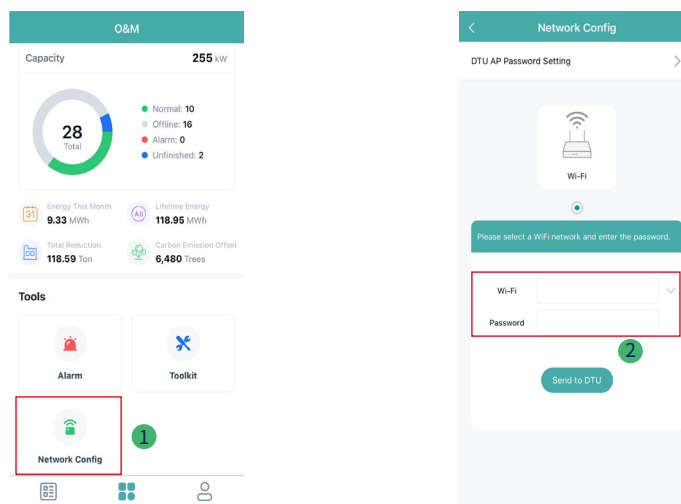 O&M
Capacity 255 kW
28
Total
Normal: 10
Offline: 16
Alarm: 0
Unfinished: 2
31
Energy This Month
9.33 MWh
All
Lifetime Energy
118.95 MWh
Total Reduction
118.59 Ton
Carbon Emission Offset
6,480 Trees
Tools
Alarm
Toolkit
Network Config
1
Network Config
DTU AP Password Setting
Wi-Fi
Please select a WiFi network and enter the password.
Wi-Fi
Password
2
Send to DTU